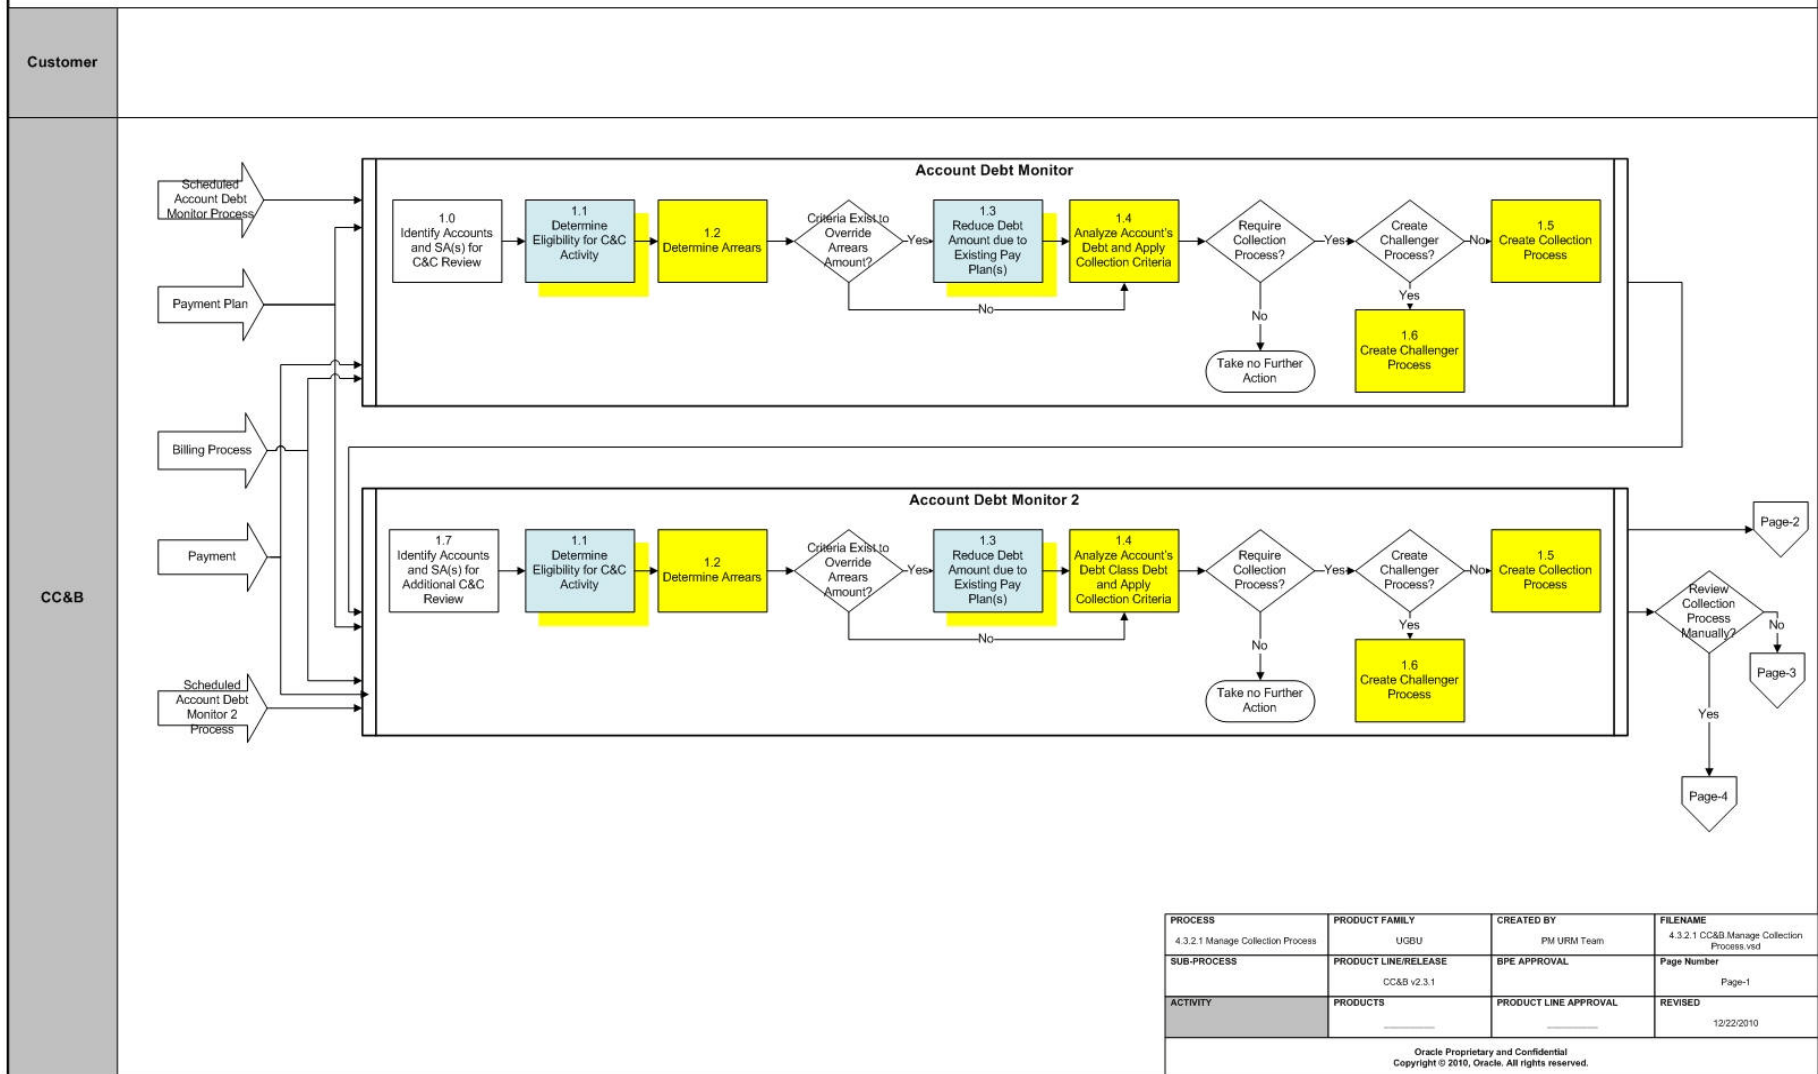 Customer
CC&B
Scheduled
Account Debt
Monitor Process
Payment Plan
Billing Process
Payment
Scheduled
Account Debt
Monitor 2
Process
Account Debt Monitor
1.0
Identify Accounts
and SA(s) for
C&C Review
1.1
Determine
Eligibility for C&C
Activity
1.2
Determine Arrears
Criteria Exist to
Override
Arrears
Amount?
Yes
No
1.3
Reduce Debt
Amount due to
Existing Pay
Plan(s)
1.4
Analyze Account's
Debt and Apply
Collection Criteria
Require
Collection
Process?
Yes
No
Take no Further
Action
Create
Challenger
Process?
No
Yes
1.5
Create Collection
Process
1.6
Create Challenger
Process
Account Debt Monitor 2
1.7
Identify Accounts
and SA(s) for
Additional C&C
Review
1.1
Determine
Eligibility for C&C
Activity
1.2
Determine Arrears
Criteria Exist to
Override
Arrears
Amount?
Yes
No
1.3
Reduce Debt
Amount due to
Existing Pay
Plan(s)
1.4
Analyze Account's
Debt Class Debt
and Apply
Collection Criteria
Require
Collection
Process?
Yes
No
Take no Further
Action
Create
Challenger
Process?
No
Yes
1.5
Create Collection
Process
1.6
Create Challenger
Process
Page-2
Review
Collection
Process
Manually?
No
Page-3
Yes
Page-4
PROCESS
4.3.2.1 Manage Collection Process
PRODUCT FAMILY
UGBU
CREATED BY
PM URM Team
FILENAME
4.3.2.1 CC&B.Manage Collection
Process.vsd
SUB-PROCESS
PRODUCT LINE/RELEASE
CC&B v2.3.1
BPE APPROVAL
Page Number
Page-1
ACTIVITY
PRODUCTS
PRODUCT LINE APPROVAL
REVISED
12/22/2010
Oracle Proprietary and Confidential
Copyright © 2010, Oracle. All rights reserved.